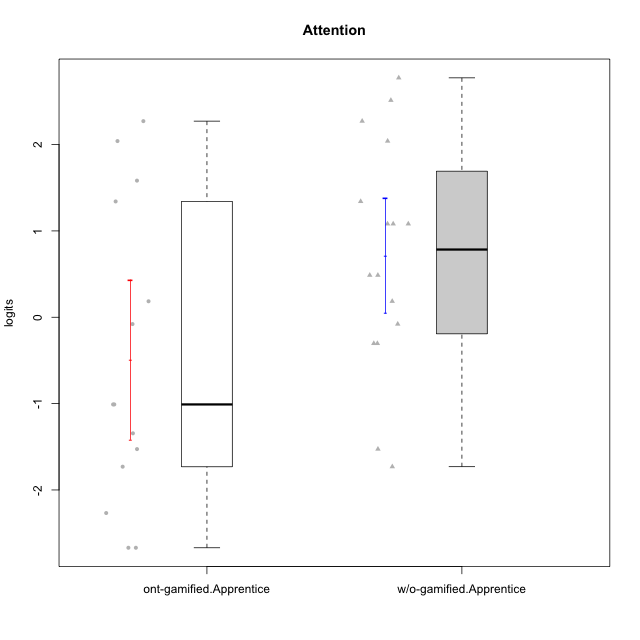 Attention
logits
2
1
0
-1
-2
ont-gamified.Apprentice
w/o-gamified.Apprentice